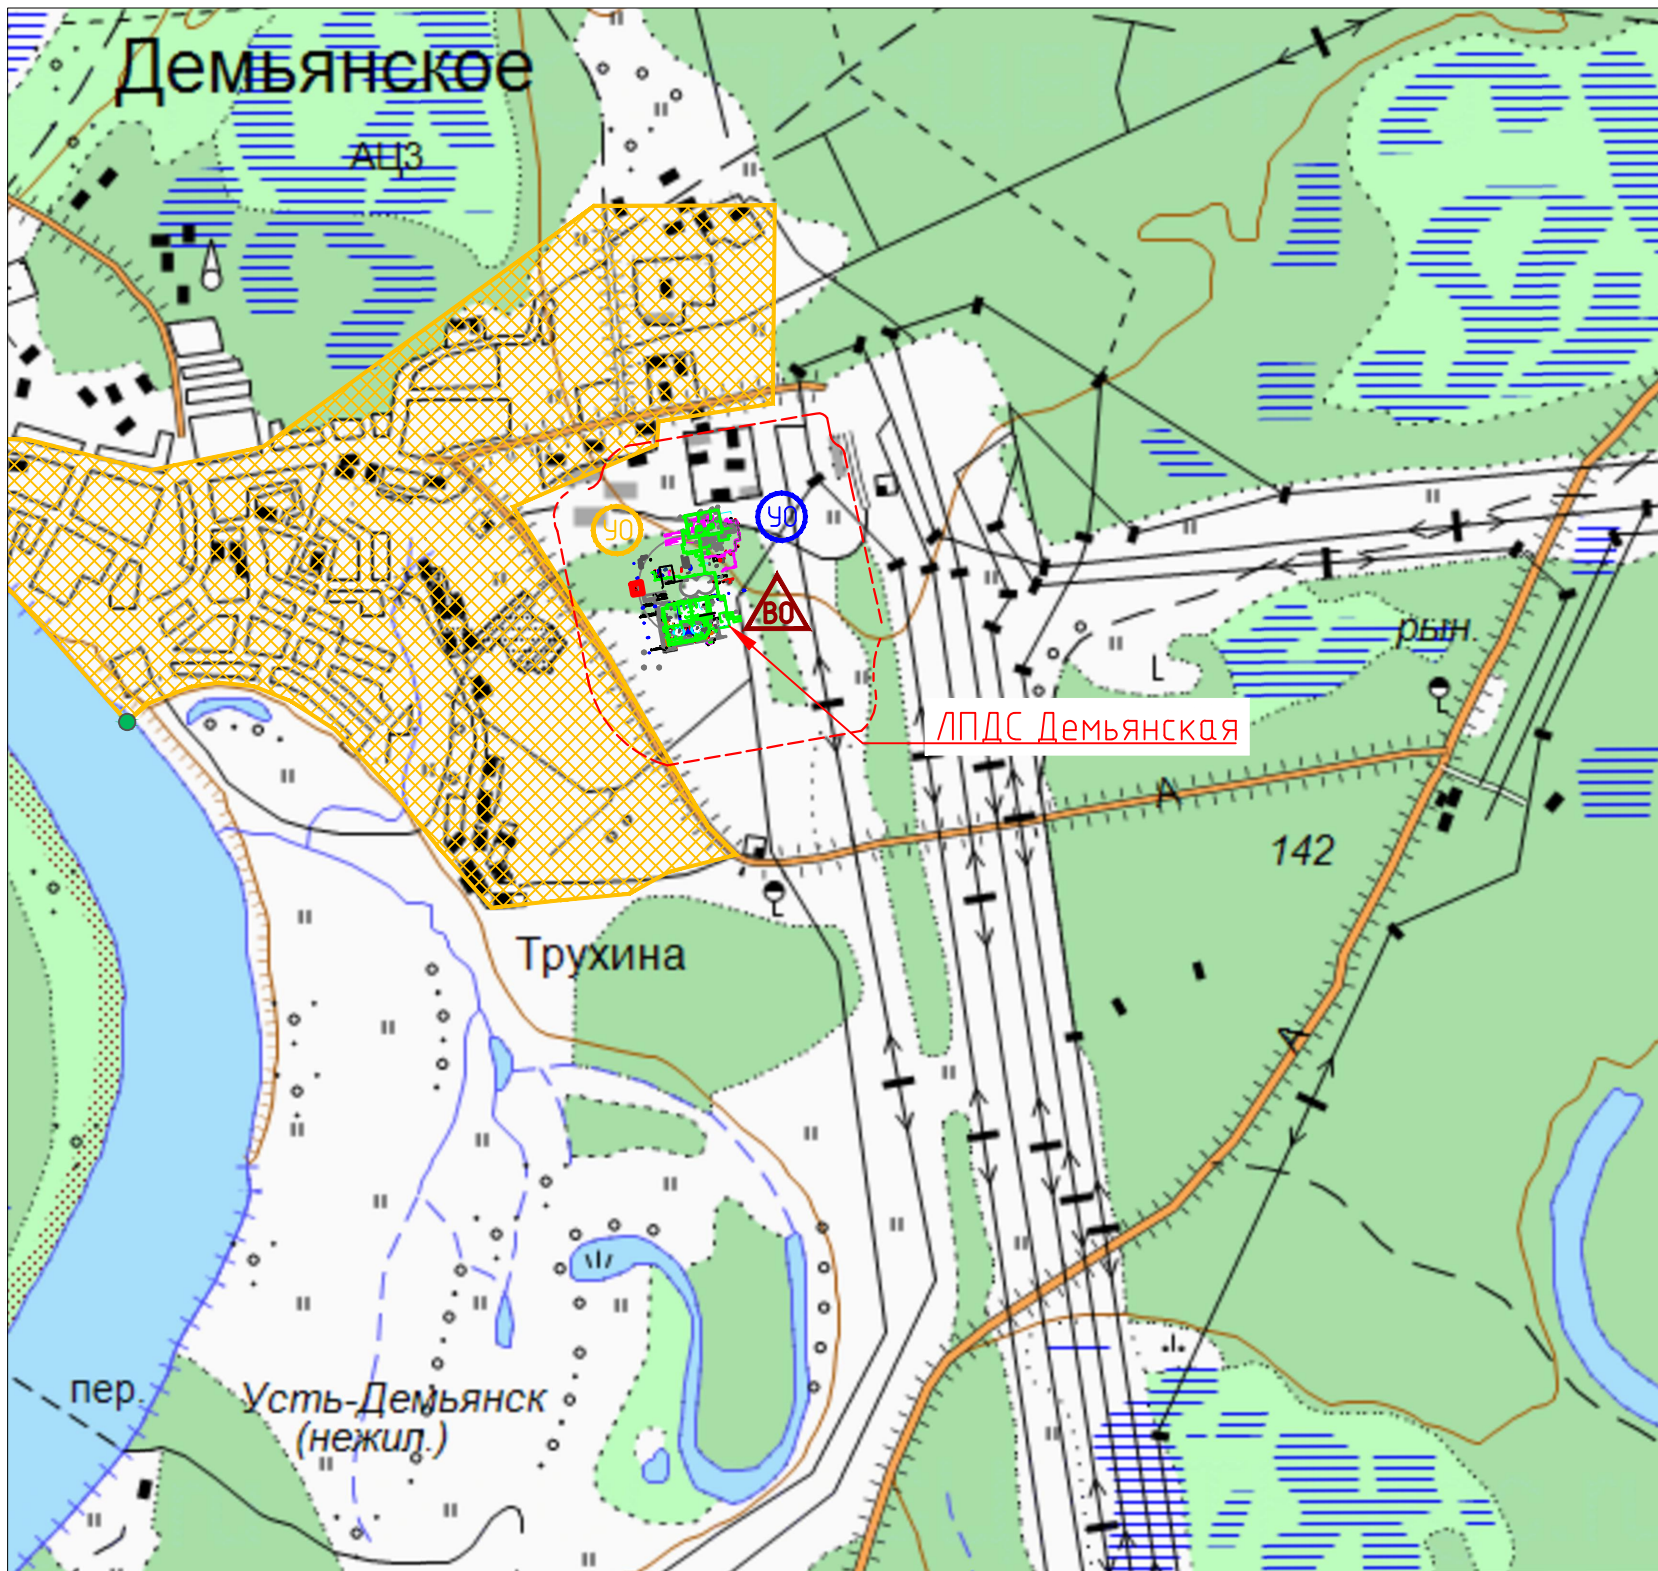 Демьянское
АЦЗ
УО
УО
ВО
рын.
ЛПДС Демьянская
А
142
Трухина
А
пер.
Усть-Демьянск
(нежил.)